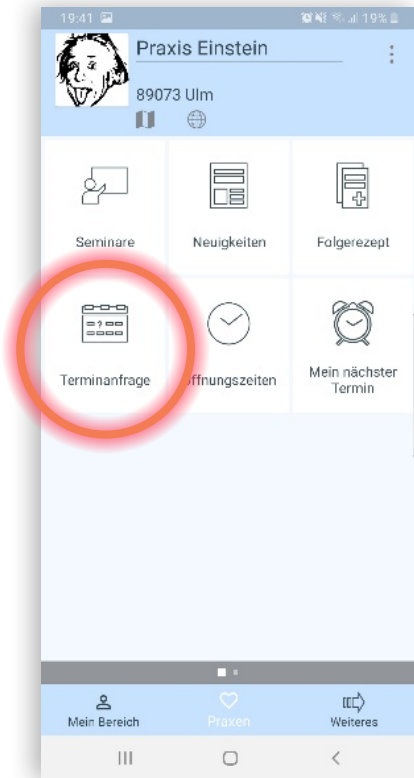 19:41 19%
Praxis Einstein
89073 Ulm
Seminare Neuigkeiten Folgerezept
Terminanfrage ffnungszeiten Mein nächster
Termin
Mein Bereich Praxen Weiteres